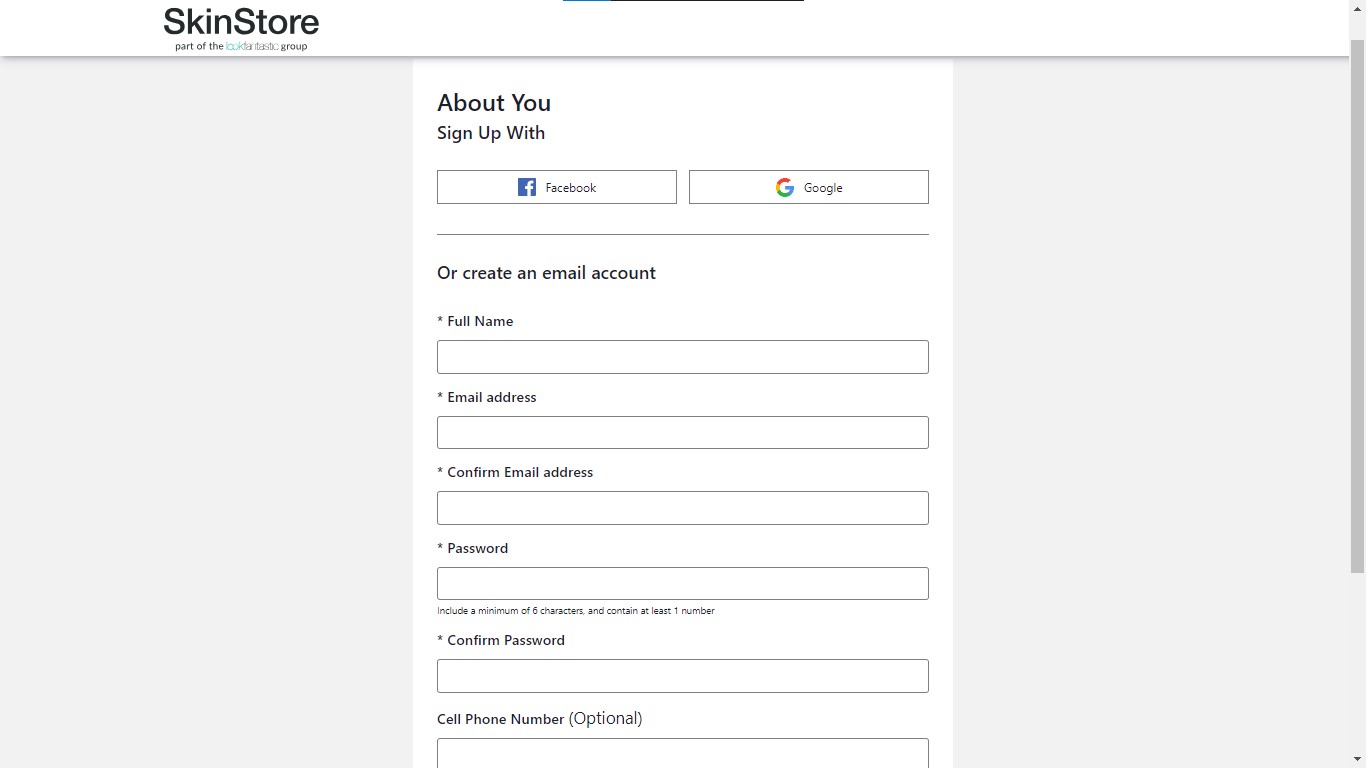 SkinStore
part of the lookfantastic group
About You
Sign Up With
Facebook
Google
Or create an email account
* Full Name
* Email address
* Confirm Email address
* Password
Include a minimum of 6 characters, and contain at least 1 number
* Confirm Password
Cell Phone Number (Optional)